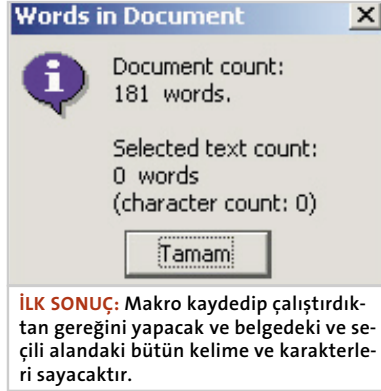 Words in Document
Document count:
181 words.
Selected text count:
0 words
(character count: 0)
Tamam
İLK SONUÇ: Makro kaydedip çalıştırdık-
tan gereğini yapacak ve belgedeki ve se-
çili alandaki bütün kelime ve karakterle-
ri sayacaktır.